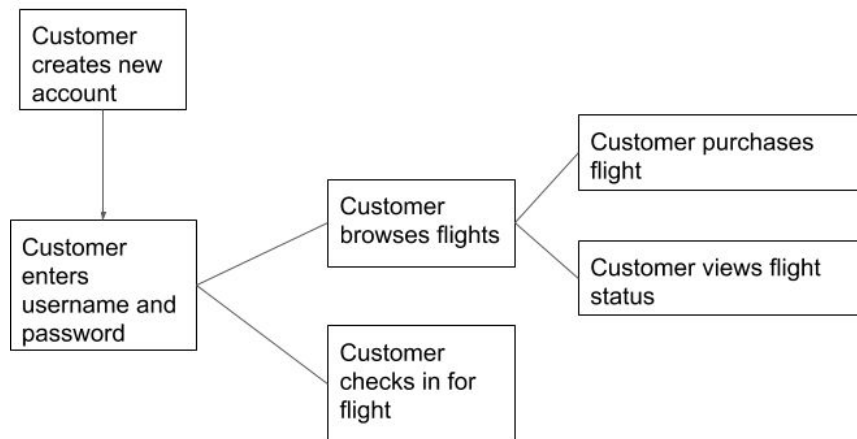 Customer
creates new
account
Customer
enters
username and
password
Customer
browses flights
Customer
checks in for
flight
Customer purchases
flight
Customer views flight
status